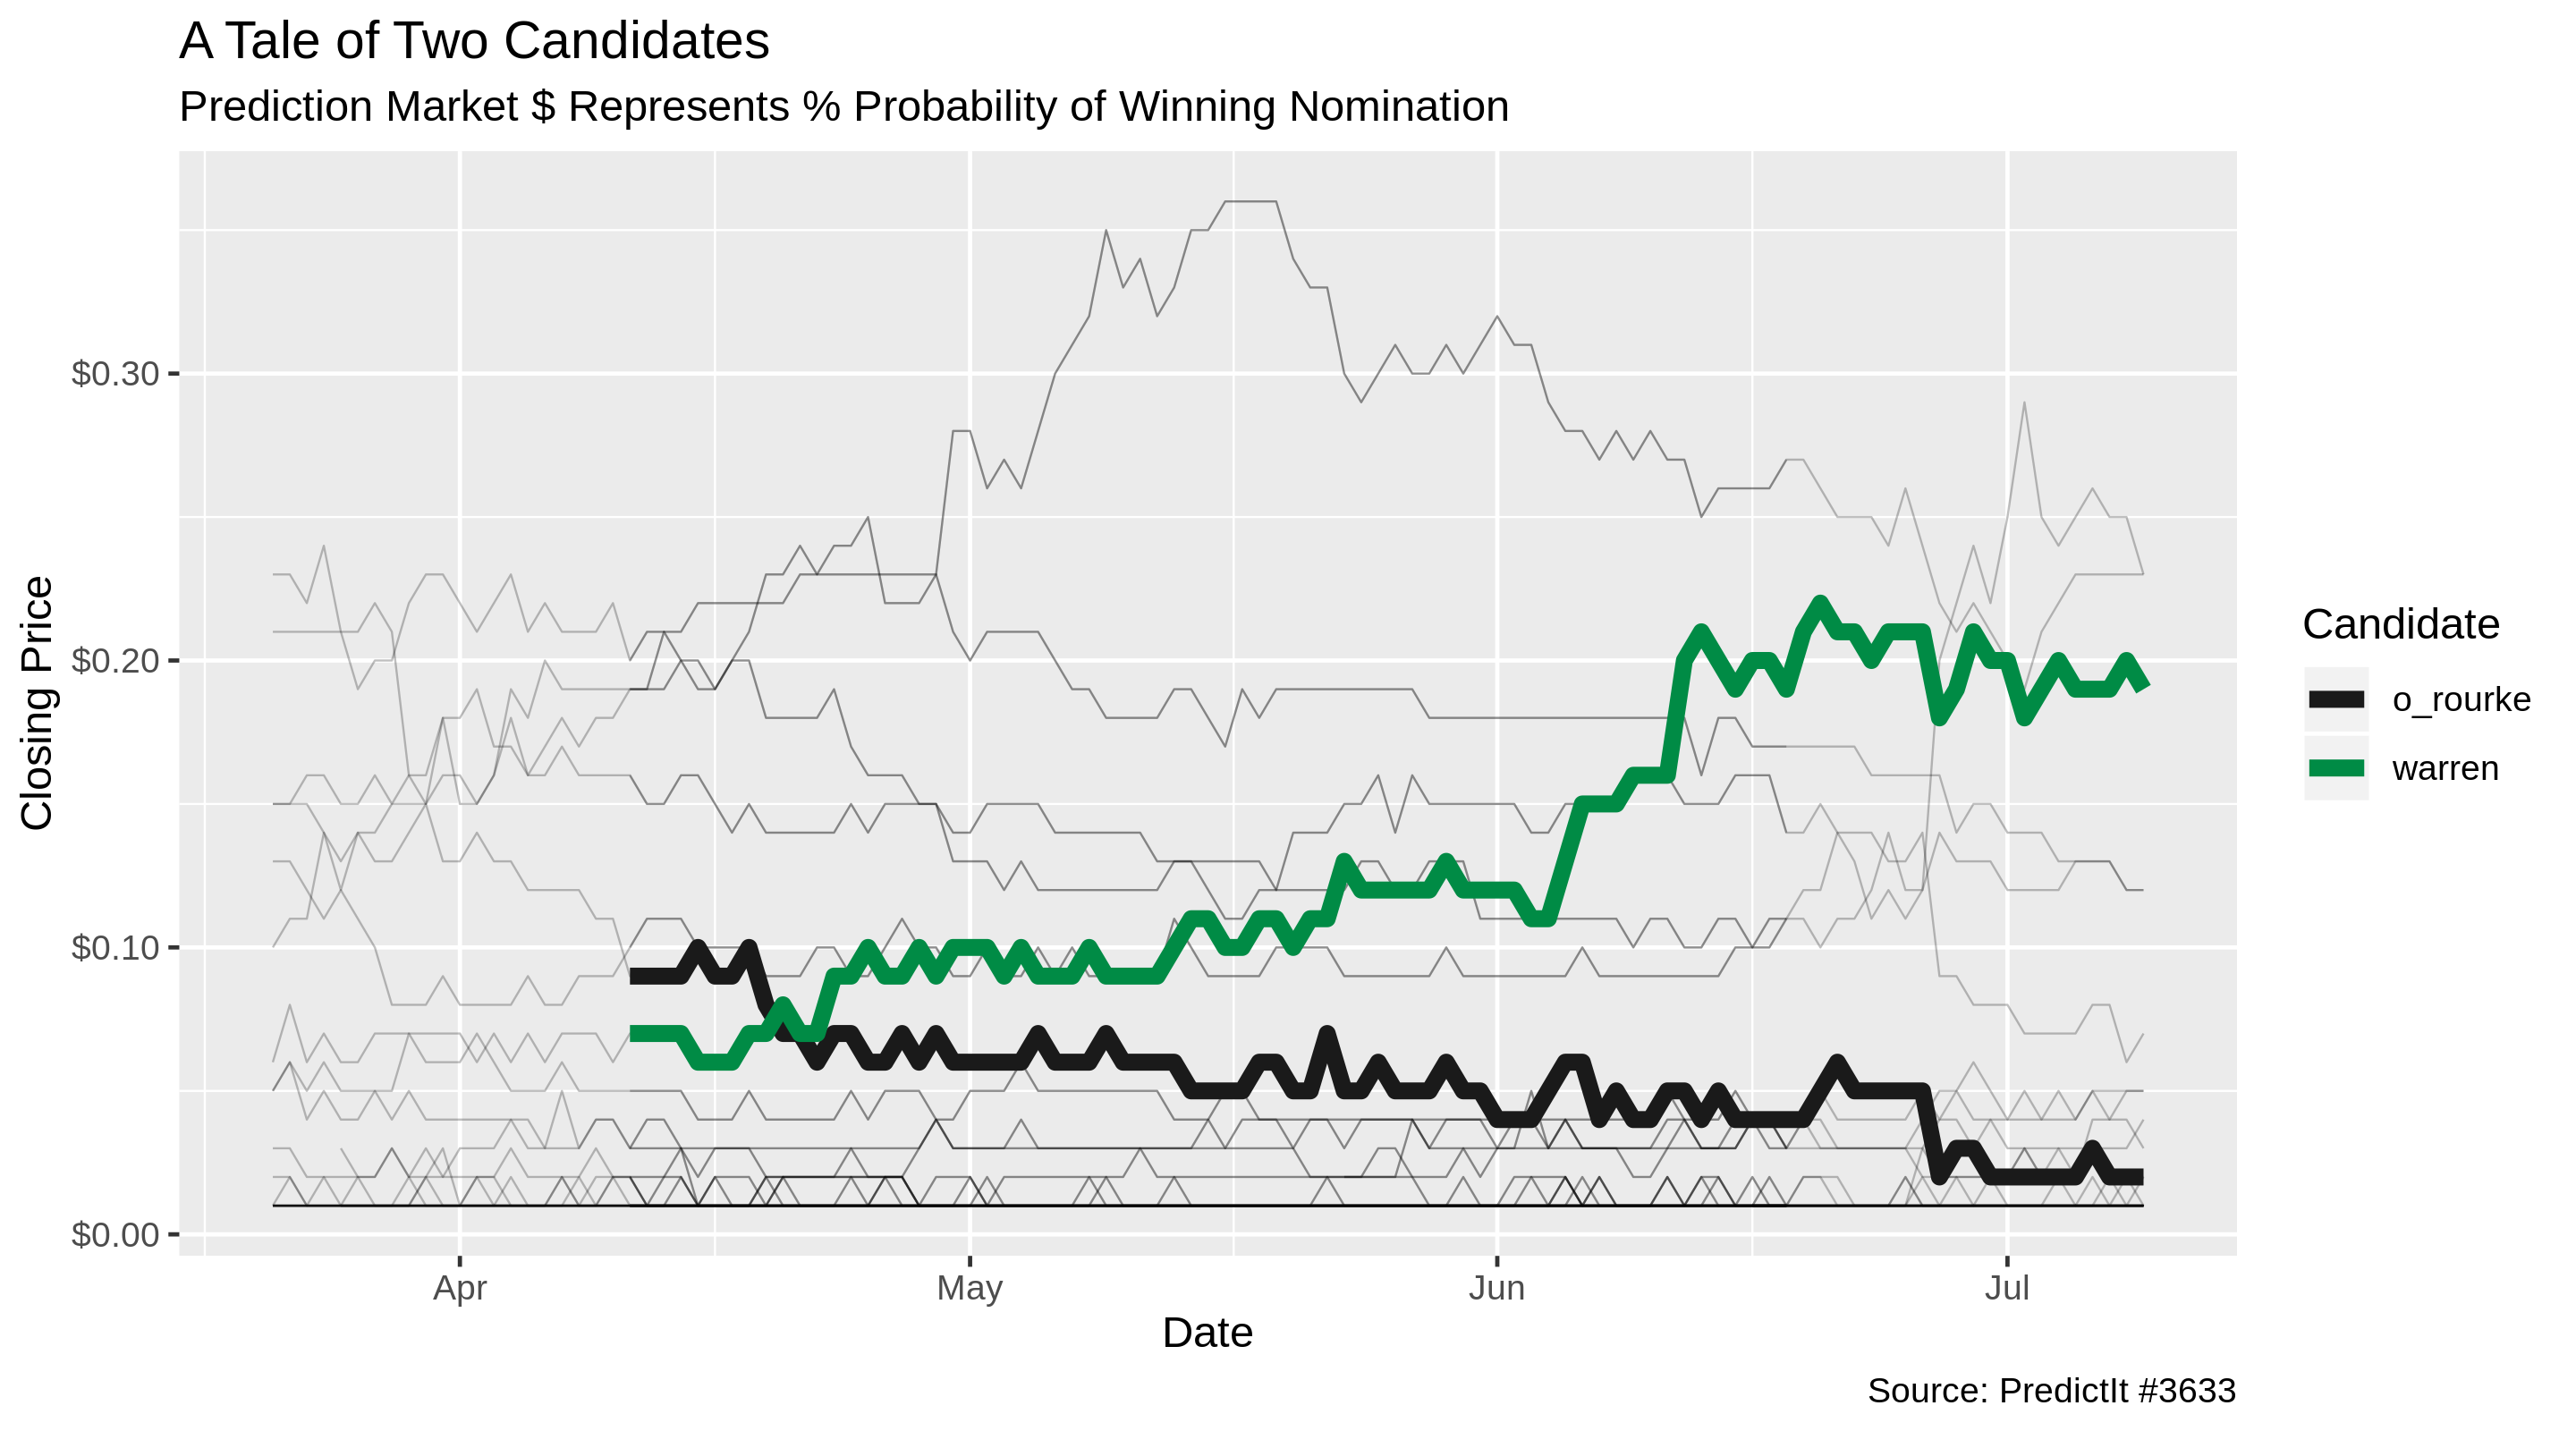 A Tale of Two Candidates
Prediction Market $ Represents % Probability of Winning Nomination
Closing Price
$0.30
$0.20
$0.10
$0.00
Apr
May
Jun
Jul
Date
Candidate
o_rourke
warren
Source: PredictIt #3633